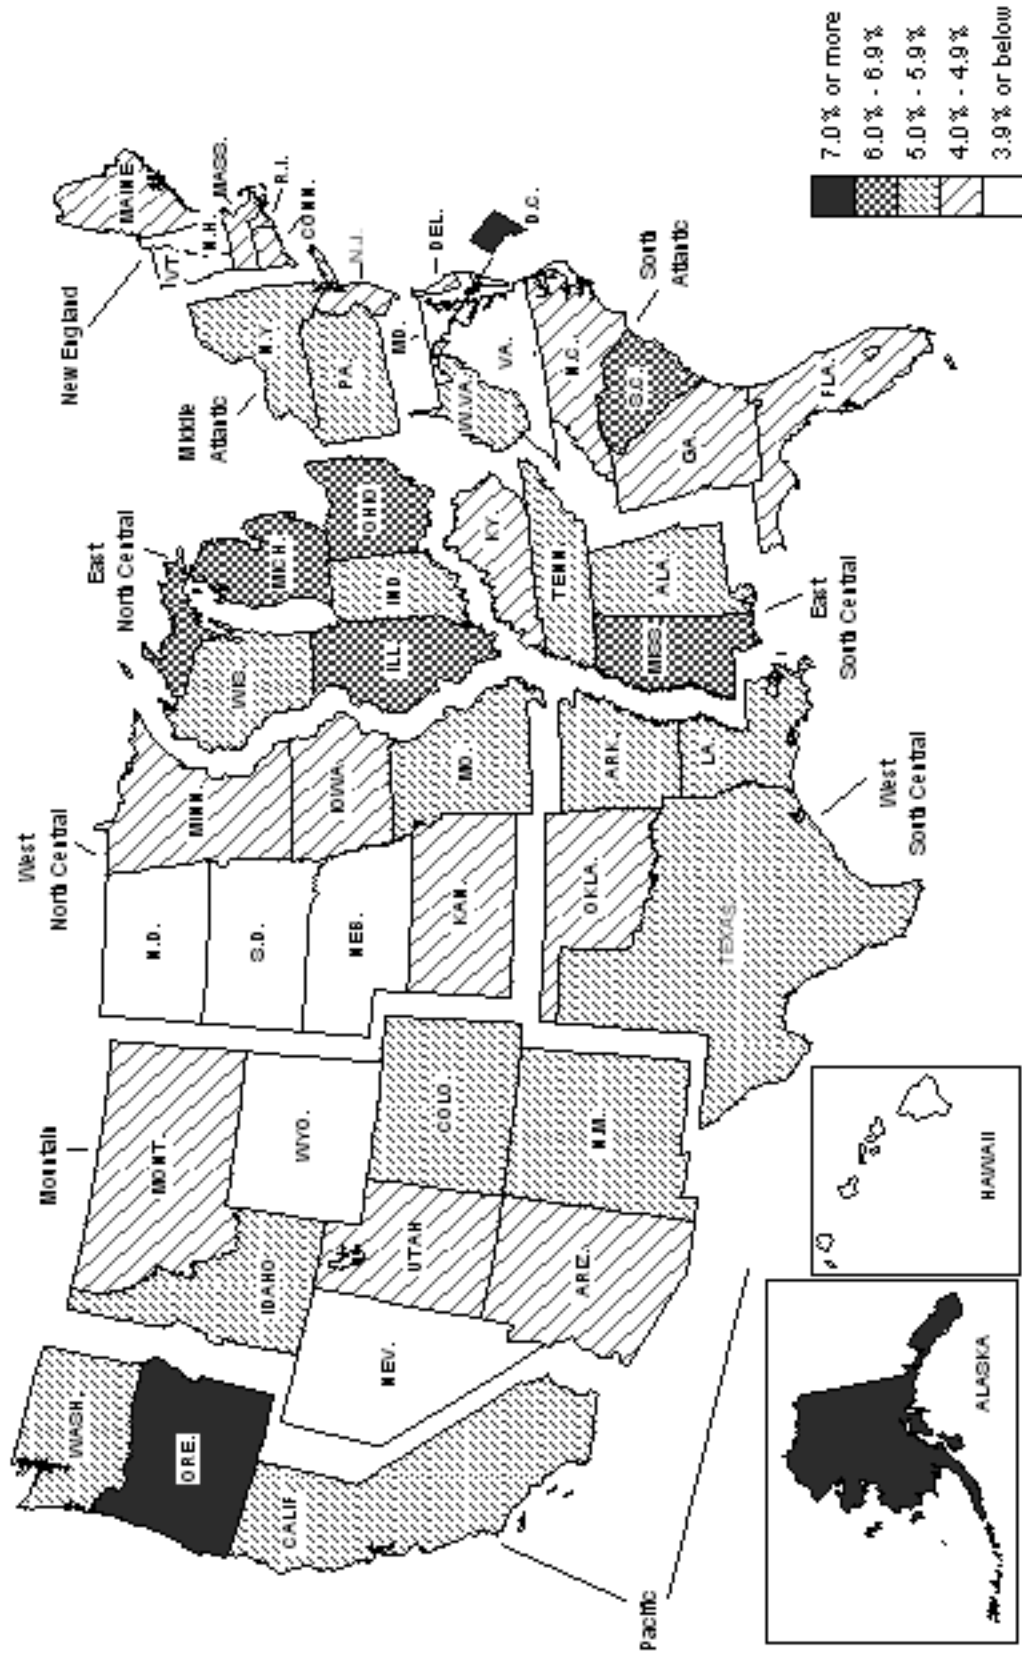 Pacific
WASH.
ORE.
CALIF
Mountain
MONT.
IDAHO
WYO.
NEV.
UTAH
COLO
ARIZ.
N.M.
West
North Central
N.D.
S.D.
NEB.
KAN.
MINN.
IOWA
MO.
West
South Central
OKLA.
ARK.
TEXAS
LA.
East
North Central
WIS.
MICH.
ILL.
IND
OHIO
East
South Central
KY.
TENN.
MISS.
ALA.
Middle
Atlantic
N.Y.
PA.
N.J.
New England
MAINE
VT.
N.H.
MASS.
R.I.
CONN.
South
Atlantic
DEL.
MD.
D.C.
VA.
W.VA.
N.C.
S.C.
GA.
FLA.
ALASKA
HAWAII
7.0% or more
6.0% - 6.9%
5.0% - 5.9%
4.0% - 4.9%
3.9% or below